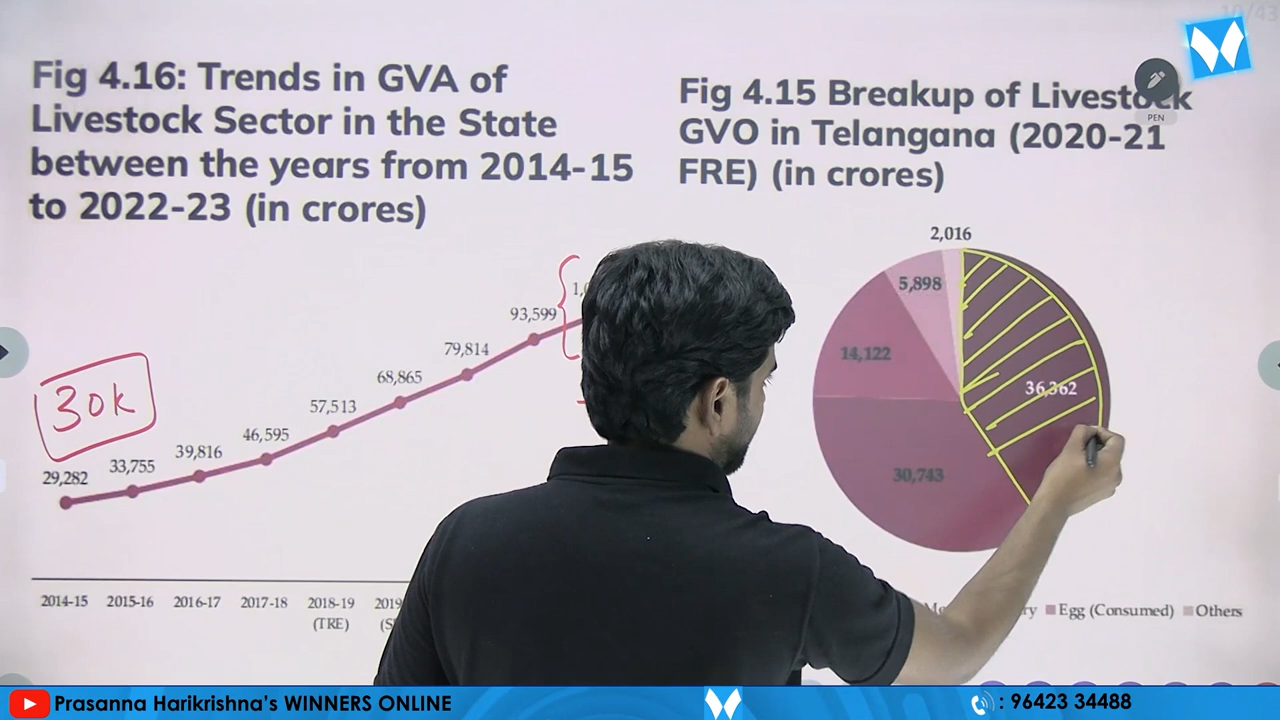 10/43
Fig 4.16: Trends in GVA of
Livestock Sector in the State
between the years from 2014-15
to 2022-23 (in crores)
Fig 4.15 Breakup of Livestock
GVO in Telangana (2020-21
FRE) (in crores)
PEN
30k
29,282
33,755
39,816
46,595
57,513
68,865
79,814
93,599
2014-15
2015-16
2016-17
2017-18
2018-19
(TRE)
2,016
5,898
14,122
36,362
30,743
Egg (Consumed)
Others
Prasanna Harikrishna's WINNERS ONLINE
: 96423 34488